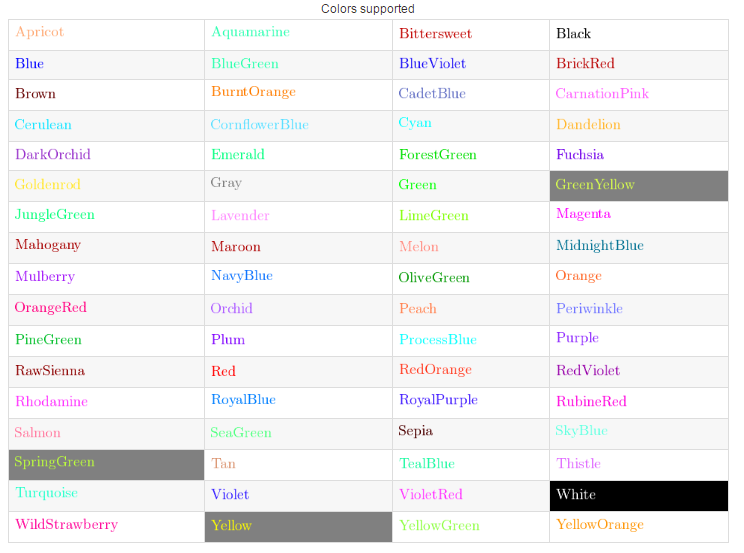 Colors supported
Apricot Aquamarine Bittersweet Black
Blue BlueGreen BlueViolet BrickRed
Brown BurntOrange CadetBlue CarnationPink
Cerulean CornflowerBlue Cyan Dandelion
DarkOrchid Emerald ForestGreen Fuchsia
Goldenrod Gray Green GreenYellow
JungleGreen Lavender LimeGreen Magenta
Mahogany Maroon Melon MidnightBlue
Mulberry NavyBlue OliveGreen Orange
OrangeRed Orchid Peach Periwinkle
PineGreen Plum ProcessBlue Purple
RawSienna Red RedOrange RedViolet
Rhodamine RoyalBlue RoyalPurple RubineRed
Salmon SeaGreen Sepia SkyBlue
SpringGreen Tan TealBlue Thistle
Turquoise Violet VioletRed White
WildStrawberry Yellow YellowGreen YellowOrange